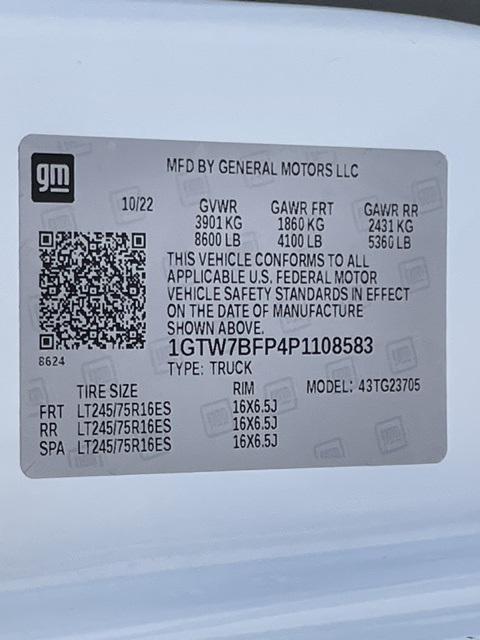 gm
MFD BY GENERAL MOTORS LLC
10/22 GVWR GAWR FRT GAWR RR
3901 KG 1860 KG 2431 KG
8600 LB 4100 LB 5360 LB
THIS VEHICLE CONFORMS TO ALL
APPLICABLE U.S. FEDERAL MOTOR
VEHICLE SAFETY STANDARDS IN EFFECT
ON THE DATE OF MANUFACTURE
SHOWN ABOVE.
8624
1GTW7BFP4P1108583
TYPE: TRUCK
TIRE SIZE RIM MODEL: 43TG23705
FRT LT245/75R16ES 16X6.5J
RR LT245/75R16ES 16X6.5J
SPA LT245/75R16ES 16X6.5J